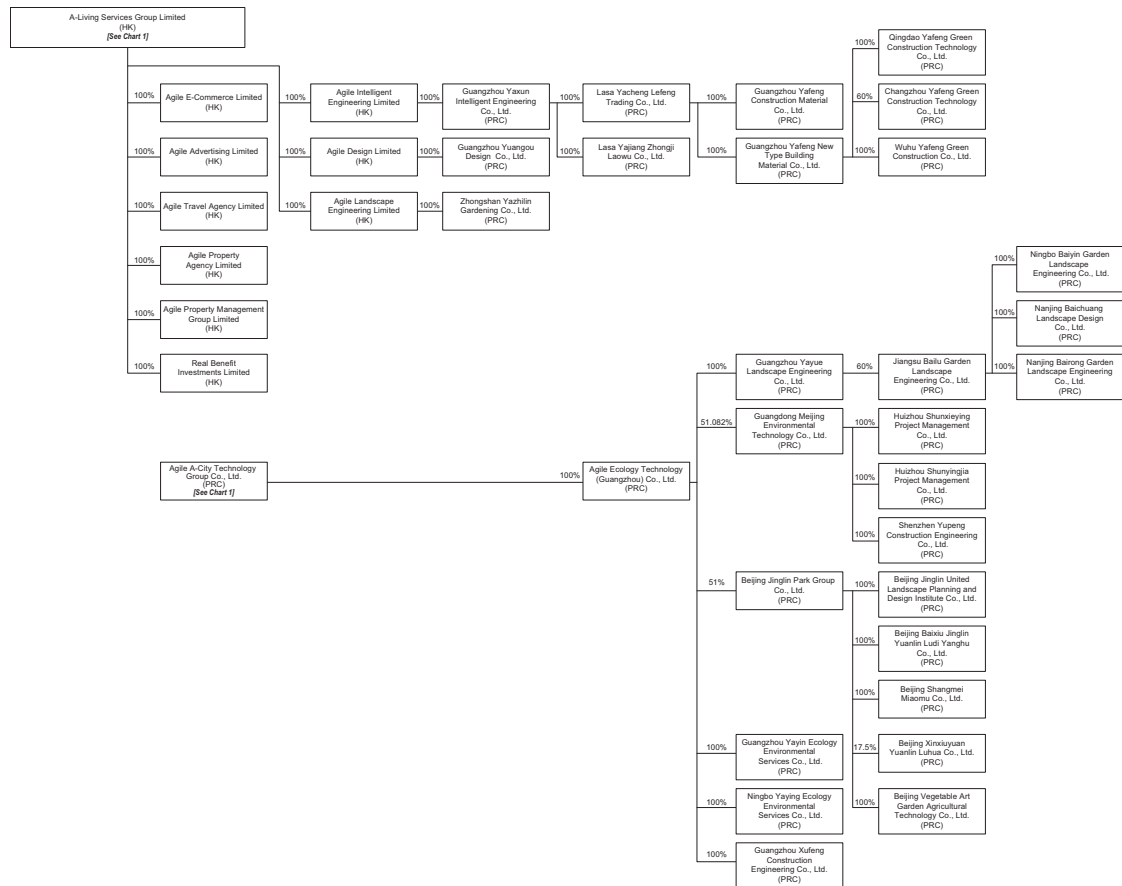 A-Living Services Group Limited
(HK)
[See Chart 1]
100%
Agile E-Commerce Limited
(HK)
100%
Agile Advertising Limited
(HK)
100%
Agile Travel Agency Limited
(HK)
100%
Agile Property
Agency Limited
(HK)
100%
Agile Property Management
Group Limited
(HK)
100%
Real Benefit
Investments Limited
(HK)
100%
Agile Intelligent
Engineering Limited
(HK)
100%
Guangzhou Yaxun
Intelligent Engineering
Co., Ltd.
(PRC)
100%
Lasa Yacheng Lefeng
Trading Co., Ltd.
(PRC)
100%
Guangzhou Yafeng
Construction Material
Co., Ltd.
(PRC)
100%
Qingdao Yafeng Green
Construction Technology
Co., Ltd.
(PRC)
60%
Changzhou Yafeng Green
Construction Technology
Co., Ltd.
(PRC)
100%
Agile Design Limited
(HK)
100%
Guangzhou Yuangou
Design Co., Ltd.
(PRC)
100%
Lasa Yajiang Zhongji
Laowu Co., Ltd.
(PRC)
100%
Guangzhou Yafeng New
Type Building
Material Co., Ltd.
(PRC)
100%
Wuhu Yafeng Green
Construction Co., Ltd.
(PRC)
100%
Agile Landscape
Engineering Limited
(HK)
100%
Zhongshan Yazhilin
Gardening Co., Ltd.
(PRC)
Agile A-City Technology
Group Co., Ltd.
(PRC)
[See Chart 1]
100%
Agile Ecology Technology
(Guangzhou) Co., Ltd.
(PRC)
100%
Guangzhou Yayue
Landscape Engineering
Co., Ltd.
(PRC)
60%
Jiangsu Bailu Garden
Landscape
Engineering Co., Ltd.
(PRC)
100%
Ningbo Baiyin Garden
Landscape
Engineering Co., Ltd.
(PRC)
100%
Nanjing Baichuang
Landscape Design
Co., Ltd.
(PRC)
100%
Nanjing Bairong Garden
Landscape Engineering
Co., Ltd.
(PRC)
51.082%
Guangdong Meijing
Environmental
Technology Co., Ltd.
(PRC)
100%
Huizhou Shunxieying
Project Management
Co., Ltd.
(PRC)
100%
Huizhou Shunyingjia
Project Management
Co., Ltd.
(PRC)
100%
Shenzhen Yupeng
Construction Engineering
Co., Ltd.
(PRC)
51%
Beijing Jinglin Park Group
Co., Ltd.
(PRC)
100%
Beijing Jinglin United
Landscape Planning and
Design Institute Co., Ltd.
(PRC)
100%
Beijing Baixiu Jinglin
Yuanlin Ludi Yanghu
Co., Ltd.
(PRC)
100%
Beijing Shangmei
Miaomu Co., Ltd.
(PRC)
17.5%
Beijing Xinxiuyuan
Yuanlin Luhua Co., Ltd.
(PRC)
100%
Beijing Vegetable Art
Garden Agricultural
Technology Co., Ltd.
(PRC)
100%
Guangzhou Yayin Ecology
Environmental
Services Co., Ltd.
(PRC)
100%
Ningbo Yaying Ecology
Environmental
Services Co., Ltd.
(PRC)
100%
Guangzhou Xufeng
Construction
Engineering Co., Ltd.
(PRC)